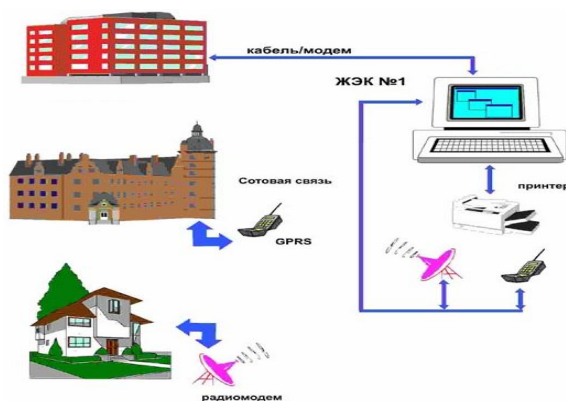 кабель/модем
ЖЭК №1
Сотовая связь
принтер
GPRS
радиомодем